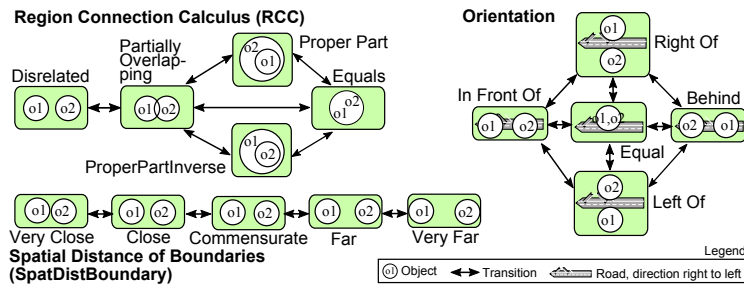 Region Connection Calculus (RCC)
Disrelated
o1 o2
Partially
Overlap-
ping
o1 o2
Proper Part
o2
o1
Equals
o2
o1
ProperPartInverse
o1
o2
o1 o2
Very Close
o1 o2
Close
o1 o2
Commensurate
o1 o2
Far
o1 o2
Very Far
Spatial Distance of Boundaries
(SpatDistBoundary)
Orientation
o1
o2
Right Of
In Front Of
o1 o2
o1,o2
Equal
Behind
o2 o1
o2
o1
Left Of
Legend
o1 Object Transition Road, direction right to left